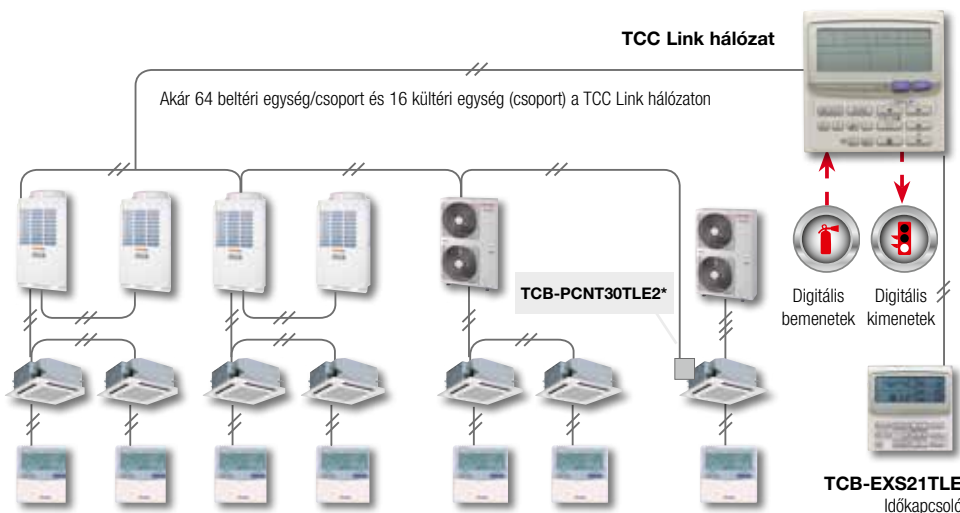 TCC Link hálózat
Akár 64 beltéri egység/csoport és 16 kültéri egység (csoport) a TCC Link hálózaton
TCB-PCNT30TLE2*
Digitális
bemenetek
Digitális
kimenetek
TCB-EXS21TLE
Időkapcsoló